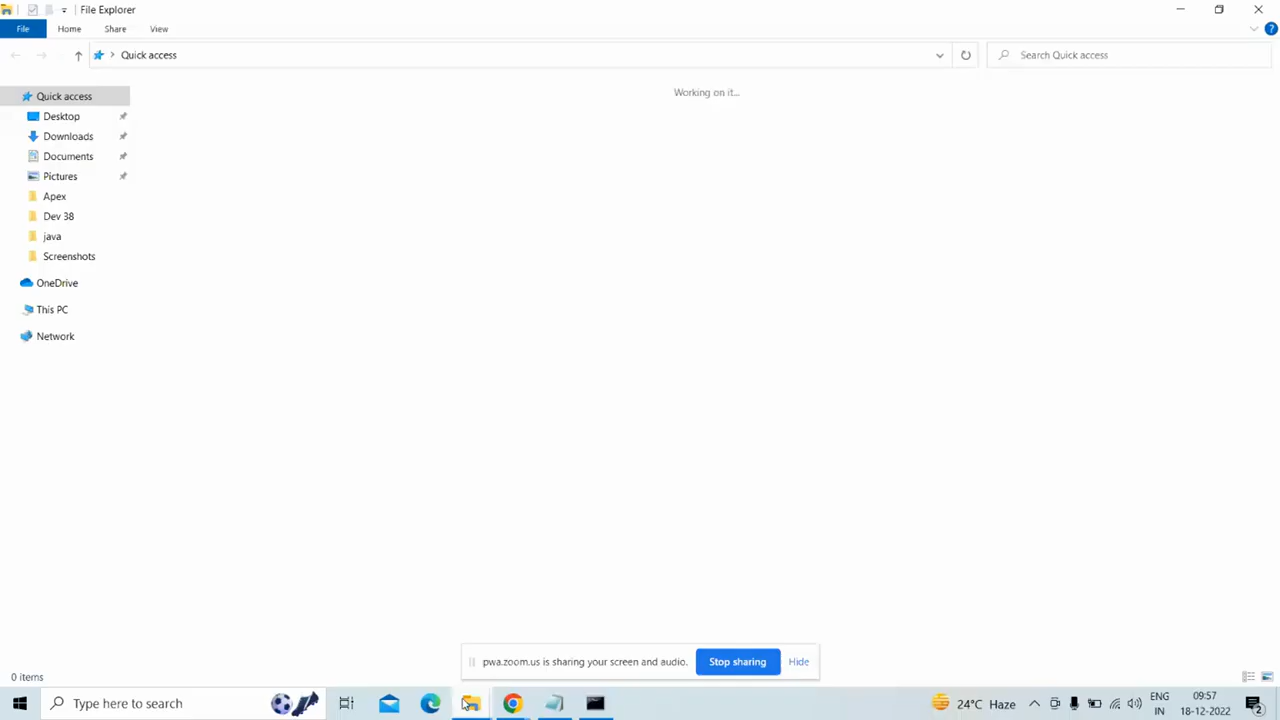 File Explorer
File Home Share View
Quick access
Search Quick access
Working on it...
Quick access
Desktop
Downloads
Documents
Pictures
Apex
Dev 38
java
Screenshots
OneDrive
This PC
Network
pwa.zoom.us is sharing your screen and audio. Stop sharing Hide
0 items
Type here to search
24°C Haze
ENG
IN
09:57
18-12-2022
2